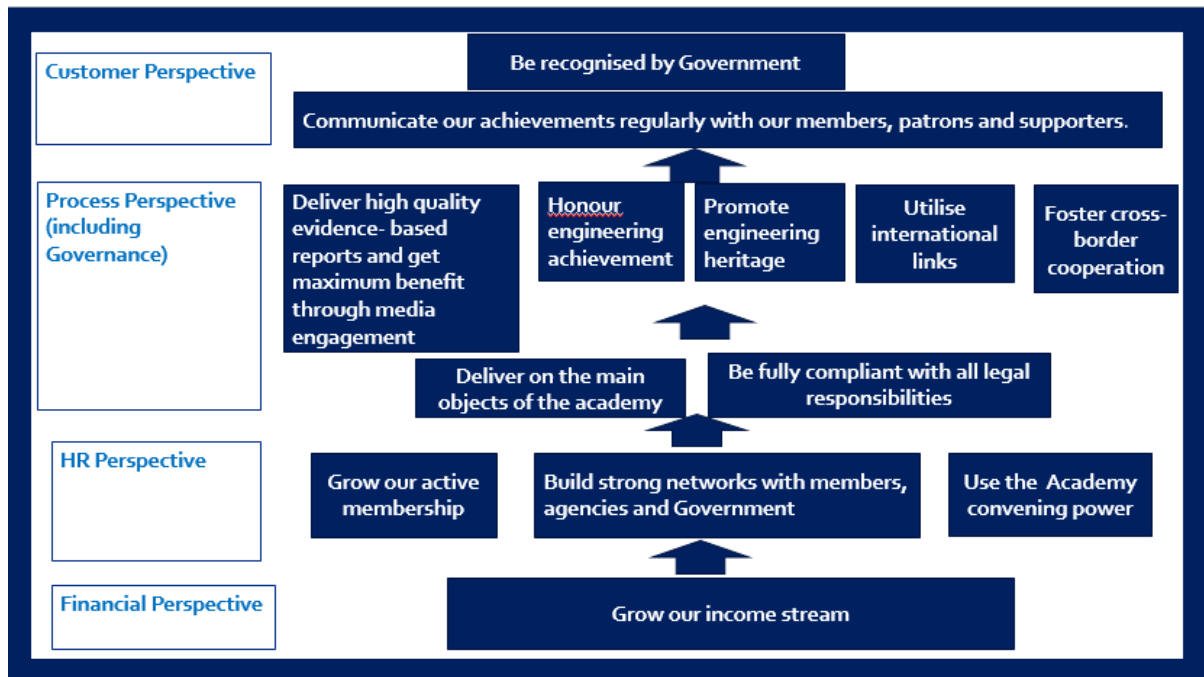 Customer Perspective
Be recognised by Government
Communicate our achievements regularly with our members, patrons and supporters.
Process Perspective
(including
Governance)
Deliver high quality
evidence- based
reports and get
maximum benefit
through media
engagement
Honour
engineering
achievement
Promote
engineering
heritage
Utilise
international
links
Foster cross-
border
cooperation
Deliver on the main
objects of the academy
Be fully compliant with all legal
responsibilities
HR Perspective
Grow our active
membership
Build strong networks with members,
agencies and Government
Use the Academy
convening power
Financial Perspective
Grow our income stream